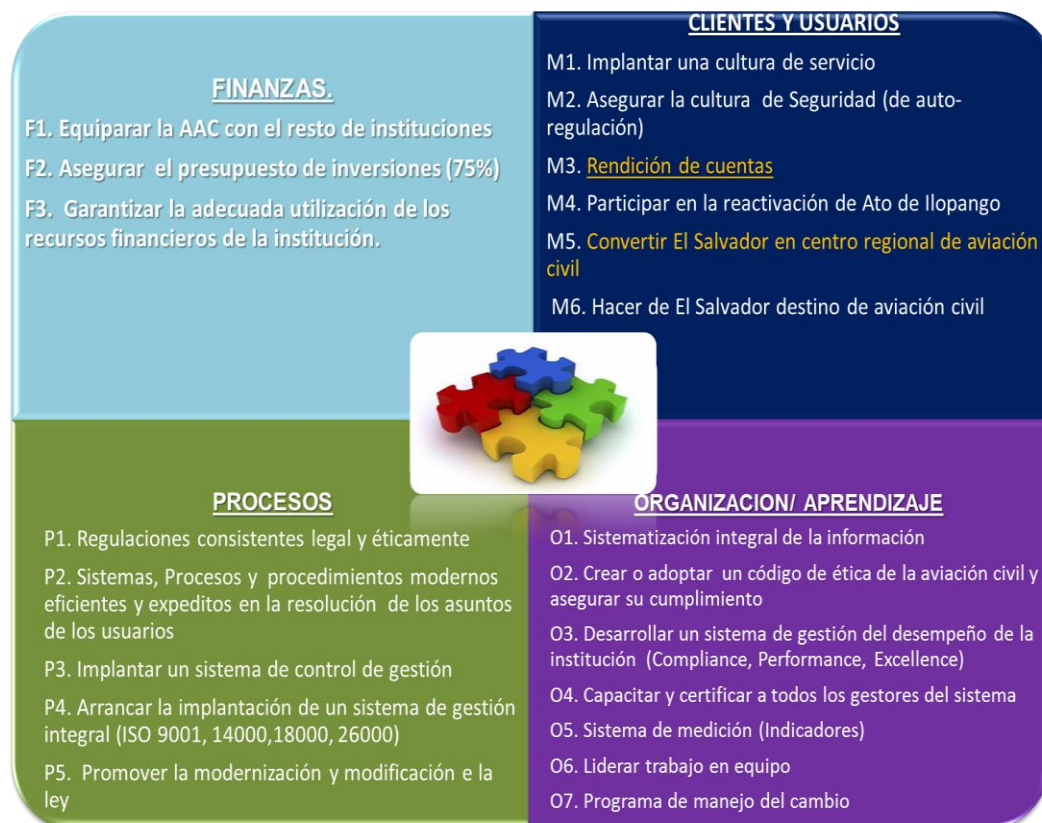 FINANZAS.
F1. Equiparar la AAC con el resto de instituciones
F2. Asegurar el presupuesto de inversiones (75%)
F3. Garantizar la adecuada utilización de los
recursos financieros de la institución.
CLIENTES Y USUARIOS
M1. Implantar una cultura de servicio
M2. Asegurar la cultura de Seguridad (de auto-
regulación)
M3. Rendición de cuentas
M4. Participar en la reactivación de Ato de Ilopango
M5. Convertir El Salvador en centro regional de aviación
civil
M6. Hacer de El Salvador destino de aviación civil
PROCESOS
P1. Regulaciones consistentes legal y éticamente
P2. Sistemas, Procesos y procedimientos modernos
eficientes y expeditos en la resolución de los asuntos
de los usuarios
P3. Implantar un sistema de control de gestión
P4. Arrancar la implantación de un sistema de gestión
integral (ISO 9001, 14000,18000, 26000)
P5. Promover la modernización y modificación e la
ley
ORGANIZACION/ APRENDIZAJE
O1. Sistematización integral de la información
O2. Crear o adoptar un código de ética de la aviación civil y
asegurar su cumplimiento
O3. Desarrollar un sistema de gestión del desempeño de la
institución (Compliance, Performance, Excellence)
O4. Capacitar y certificar a todos los gestores del sistema
O5. Sistema de medición (Indicadores)
O6. Liderar trabajo en equipo
O7. Programa de manejo del cambio